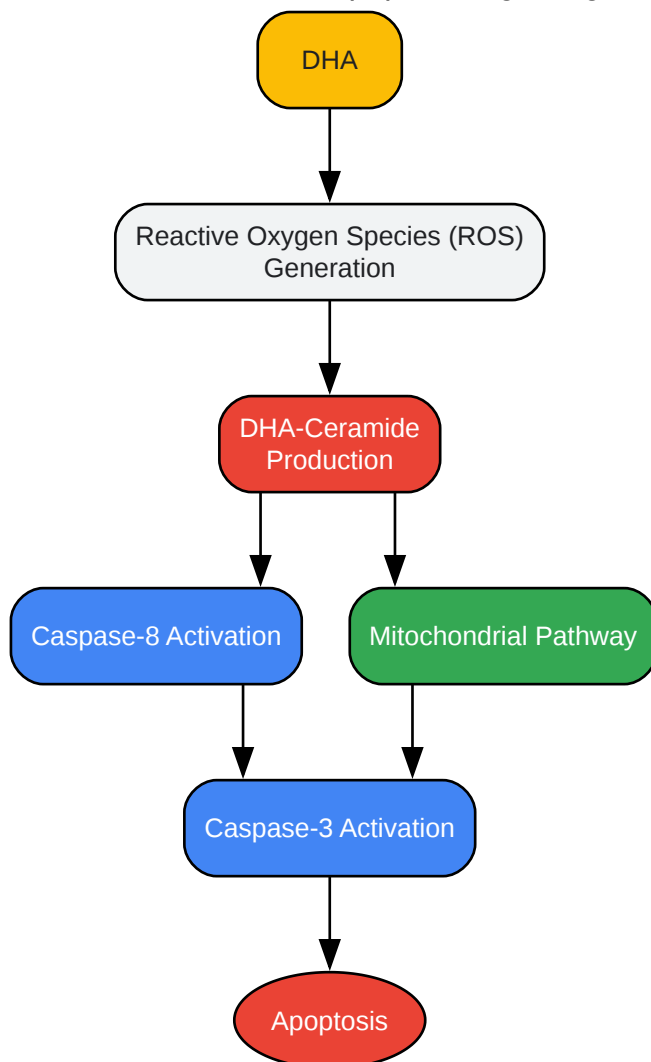 DHA
Reactive Oxygen Species (ROS)
Generation
DHA-Ceramide
Production
Caspase-8 Activation
Mitochondrial Pathway
Caspase-3 Activation
Apoptosis